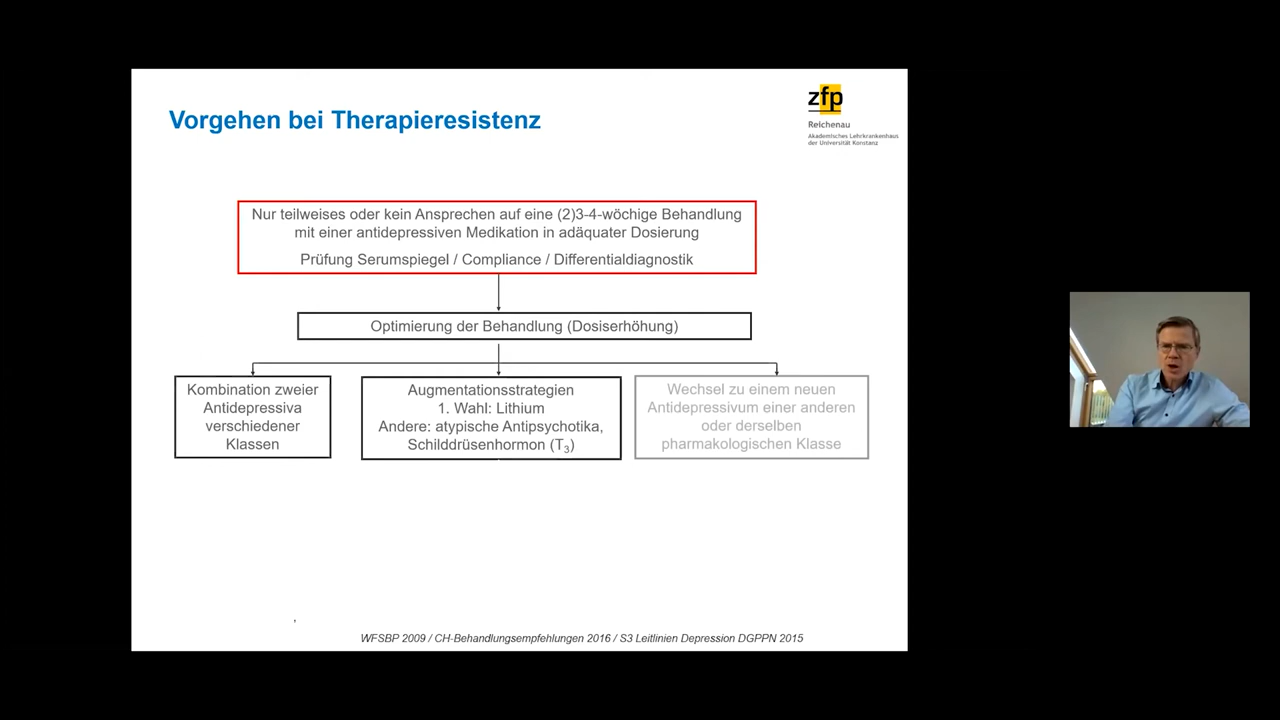 Vorgehen bei Therapieresistenz
zfp
Reichenau
Akademisches Lehrkrankenhaus
der Universität Konstanz
Nur teilweises oder kein Ansprechen auf eine (2)3-4-wöchige Behandlung
mit einer antidepressiven Medikation in adäquater Dosierung
Prüfung Serumspiegel / Compliance / Differentialdiagnostik
Optimierung der Behandlung (Dosiserhöhung)
Kombination zweier
Antidepressiva
verschiedener
Klassen
Augmentationsstrategien
1. Wahl: Lithium
Andere: atypische Antipsychotika,
Schilddrüsenhormon (T₃)
Wechsel zu einem neuen
Antidepressivum einer anderen
oder derselben
pharmakologischen Klasse
,
WFSBP 2009 / CH-Behandlungsempfehlungen 2016 / S3 Leitlinien Depression DGPPN 2015